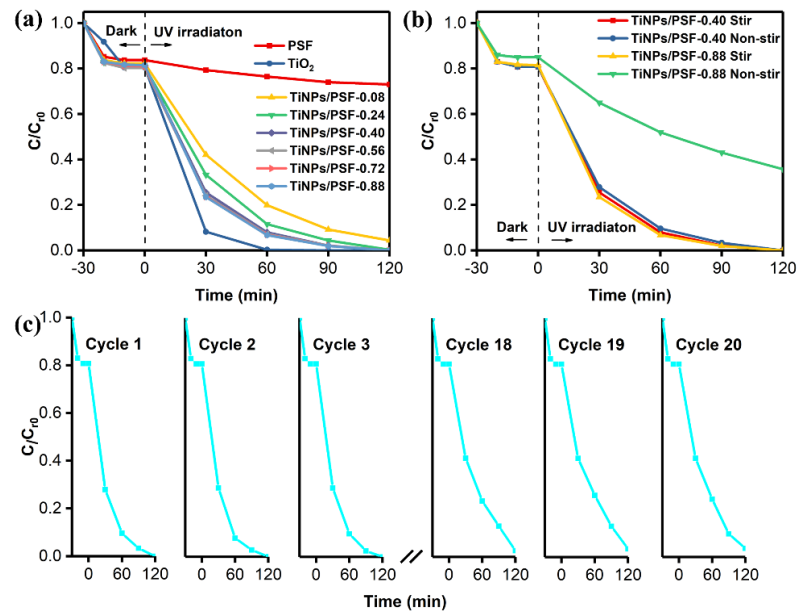 (a)
Dark
UV irradiaton
PSF
TiO2
TiNPs/PSF-0.08
TiNPs/PSF-0.24
TiNPs/PSF-0.40
TiNPs/PSF-0.56
TiNPs/PSF-0.72
TiNPs/PSF-0.88
C/Cr0
1.0
0.8
0.6
0.4
0.2
0.0
-30
0
30
60
90
120
Time (min)
(b)
TiNPs/PSF-0.40 Stir
TiNPs/PSF-0.40 Non-stir
TiNPs/PSF-0.88 Stir
TiNPs/PSF-0.88 Non-stir
Dark
UV irradiaton
C/Cr0
1.0
0.8
0.6
0.4
0.2
0.0
-30
0
30
60
90
120
Time (min)
(c)
Cycle 1
Cycle 2
Cycle 3
Cycle 18
Cycle 19
Cycle 20
C/Cr0
1.0
0.8
0.6
0.4
0.2
0.0
0 60 120
0 60 120
0 60 120
0 60 120
0 60 120
0 60 120
Time (min)